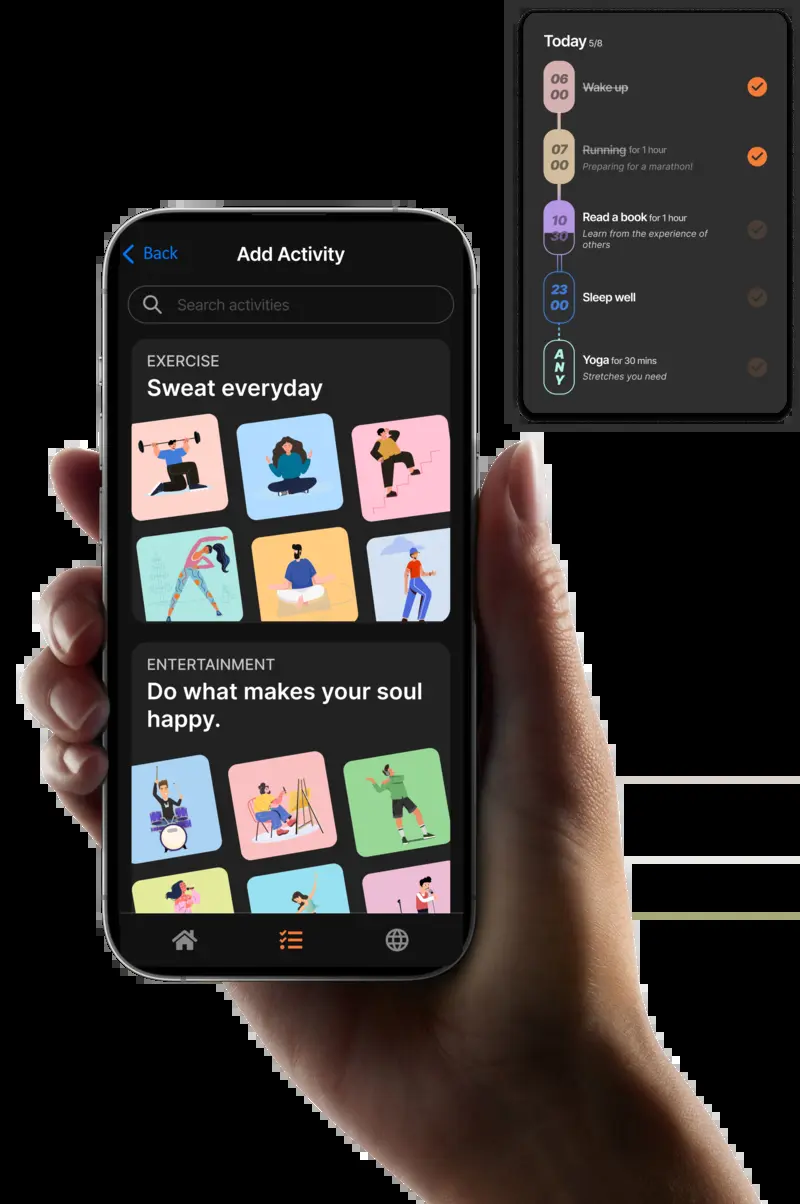 Today 5/8
06
00
Wake up
07
00
Running for 1 hour
Preparing for a marathon!
10
30
Read a book for 1 hour
Learn from the experience of
others
23
00
Sleep well
A
N
Y
Yoga for 30 mins
Stretches you need
Back
Add Activity
Search activities
EXERCISE
Sweat everyday
ENTERTAINMENT
Do what makes your soul
happy.